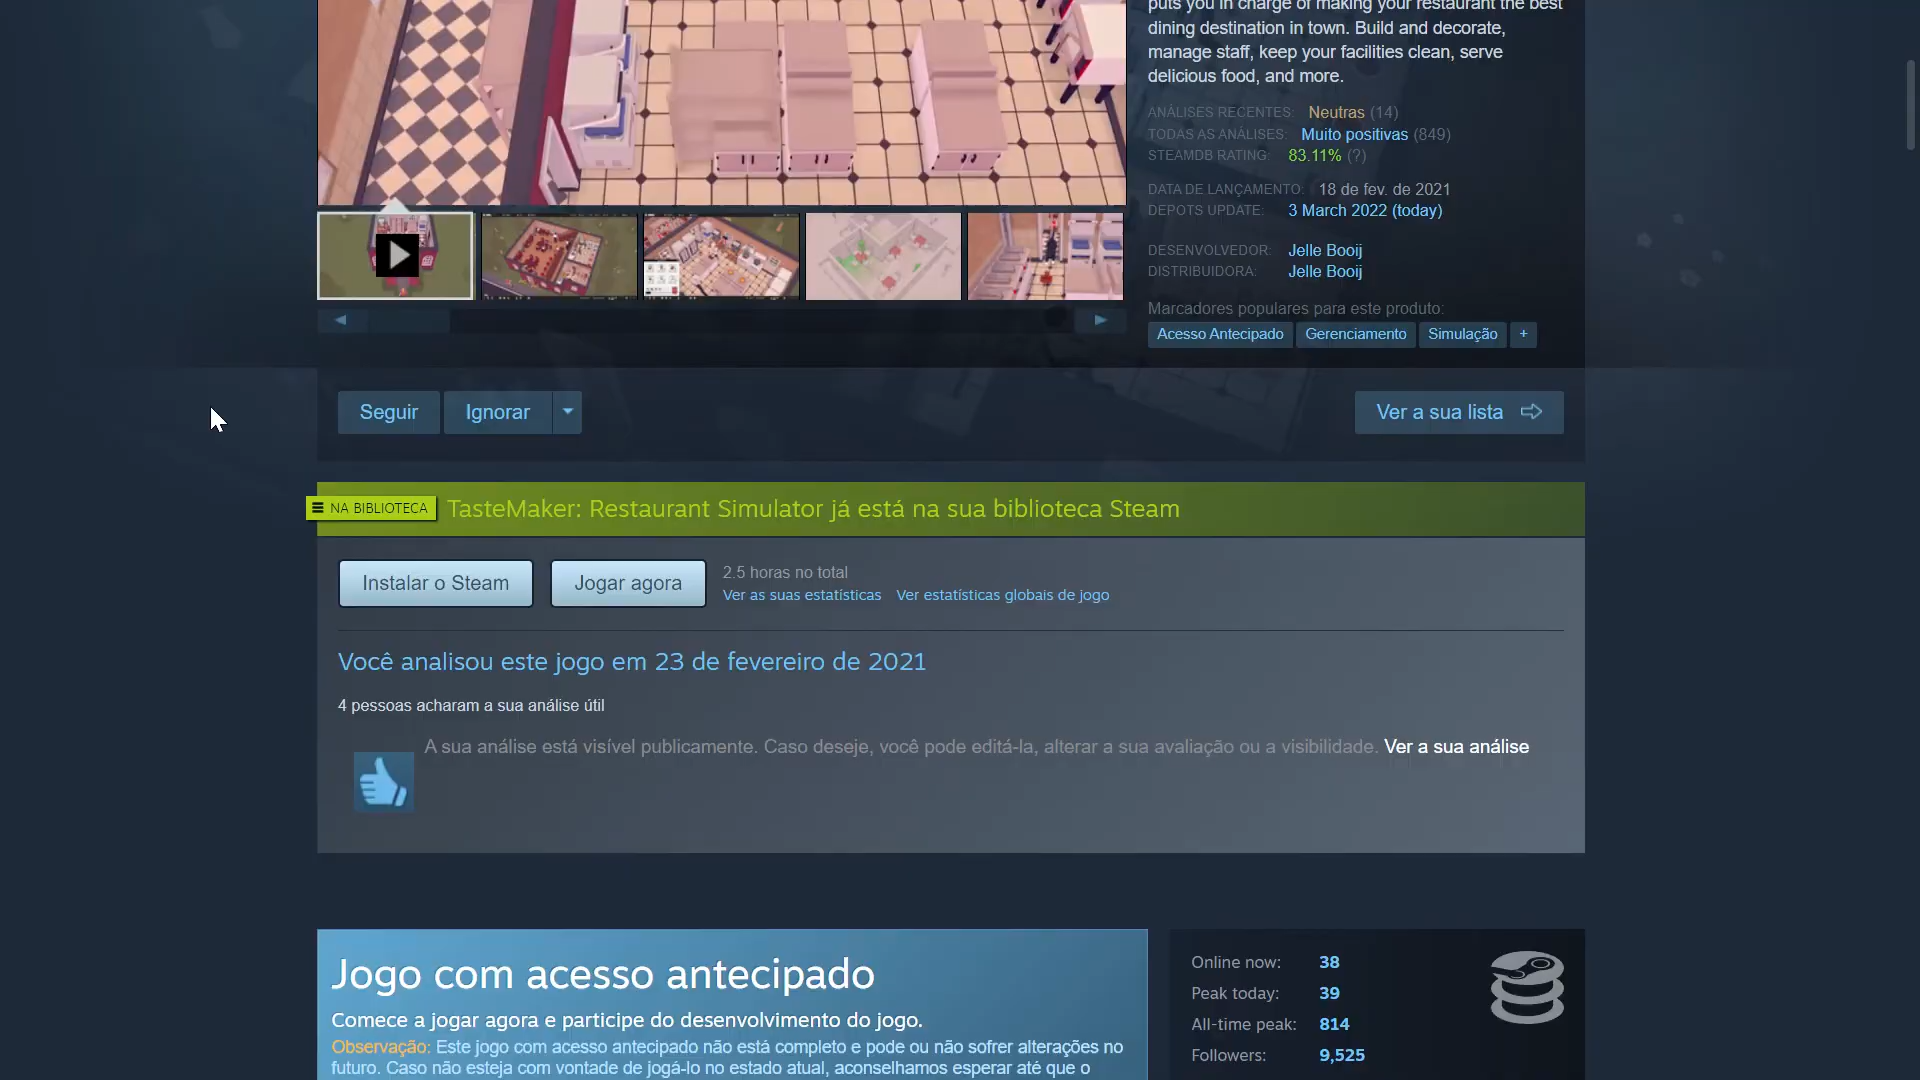 puts you in charge of making your restaurant the best
dining destination in town. Build and decorate,
manage staff, keep your facilities clean, serve
delicious food, and more.
ANÁLISES RECENTES: Neutras (14)
TODAS AS ANÁLISES: Muito positivas (849)
STEAMDB RATING: 83.11% (?)
DATA DE LANÇAMENTO: 18 de fev. de 2021
DEPOTS UPDATE: 3 March 2022 (today)
DESENVOLVEDOR: Jelle Booij
DISTRIBUIDORA: Jelle Booij
Marcadores populares para este produto:
Acesso Antecipado Gerenciamento Simulação +
Seguir Ignorar Ver a sua lista
NA BIBLIOTECA TasteMaker: Restaurant Simulator já está na sua biblioteca Steam
Instalar o Steam Jogar agora
2.5 horas no total
Ver as suas estatísticas Ver estatísticas globais de jogo
Você analisou este jogo em 23 de fevereiro de 2021
4 pessoas acharam a sua análise útil
A sua análise está visível publicamente. Caso deseje, você pode editá-la, alterar a sua avaliação ou a visibilidade. Ver a sua análise
Jogo com acesso antecipado
Comece a jogar agora e participe do desenvolvimento do jogo.
Observação: Este jogo com acesso antecipado não está completo e pode ou não sofrer alterações no
futuro. Caso não esteja com vontade de jogá-lo no estado atual, aconselhamos esperar até que o
Online now: 38
Peak today: 39
All-time peak: 814
Followers: 9,525